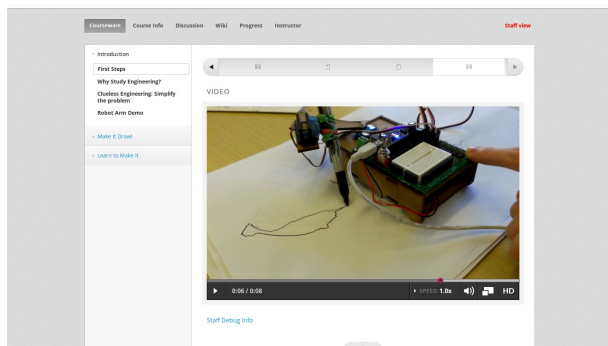 Courseware Course Info Discussion Wiki Progress Instructor Staff view
Introduction
First Steps
Why Study Engineering?
Clueless Engineering: Simplify
the problem
Robot Arm Demo
Make it Draw!
Learn to Make it
VIDEO
0:06 / 0:08 SPEED 1.0x HD
Staff Debug Info